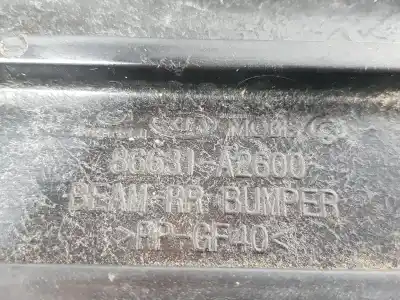 MOBIS
86631-A2600
BEAM-RR BUMPER
>PP-GF40<